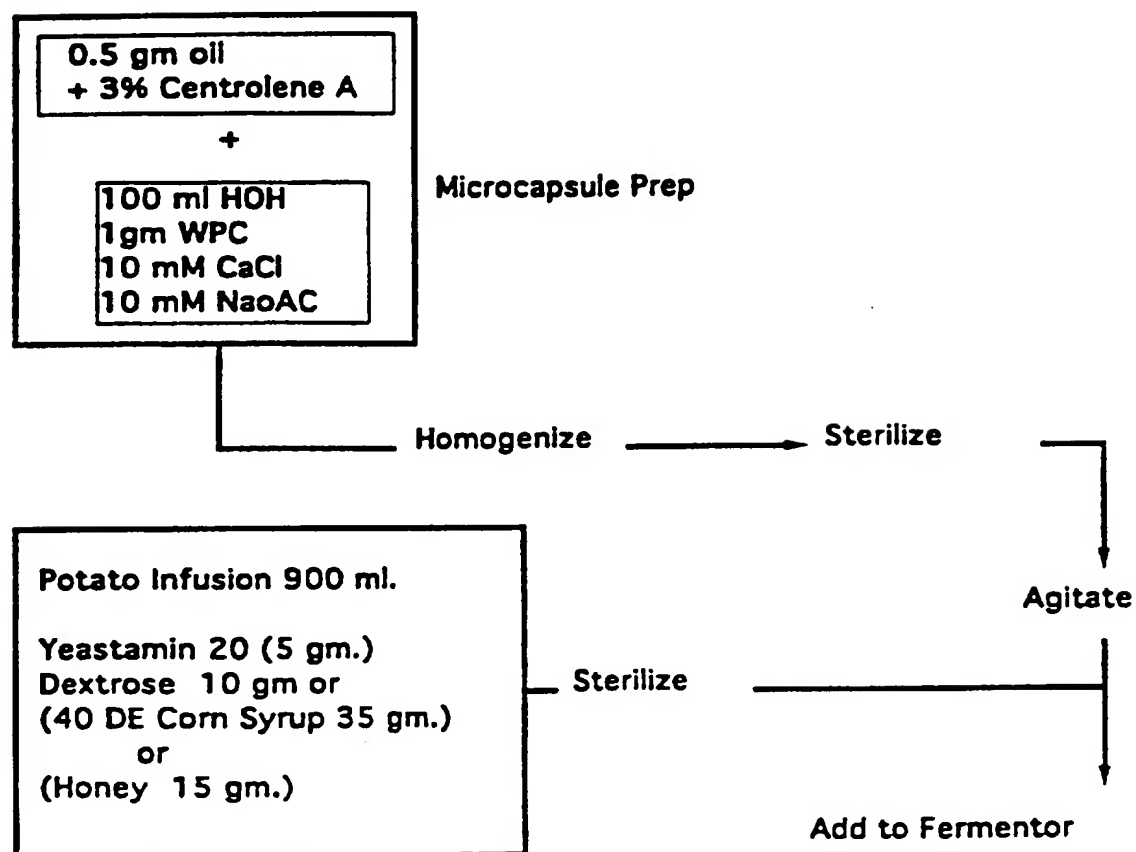 0.5 gm oil
+ 3% Centrolene A
+
100 ml HOH
1gm WPC
10 mM CaCl
10 mM NaoAC
Microcapsule Prep
Homogenize
Sterilize
Agitate
Potato Infusion 900 ml.
Yeastamin 20 (5 gm.)
Dextrose 10 gm or
(40 DE Corn Syrup 35 gm.)
or
(Honey 15 gm.)
Sterilize
Add to Fermentor